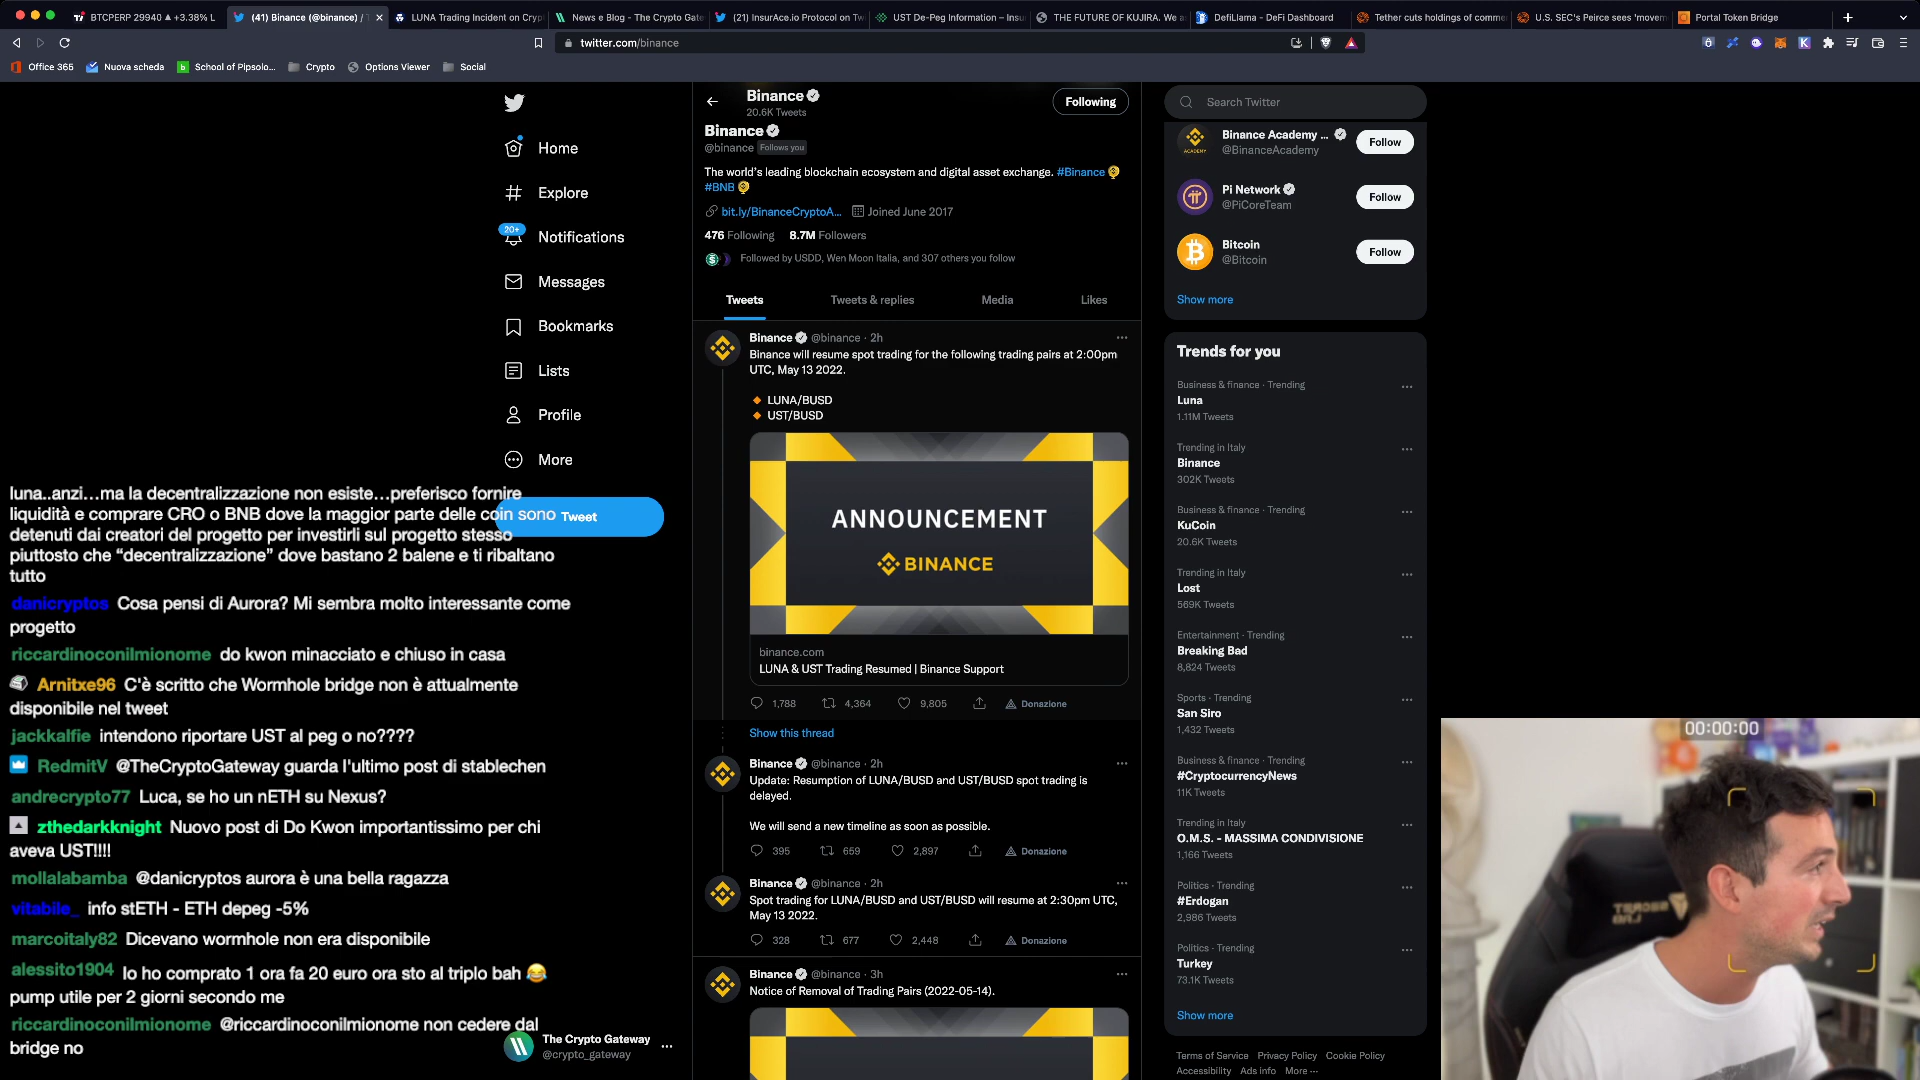 BTCPERP 29940 ▲ +3.38% L
(41) Binance (@binance) / T
LUNA Trading Incident on Crypt
News e Blog - The Crypto Gate
(21) InsurAce.io Protocol on Tw
UST De-Peg Information – Insu
THE FUTURE OF KUJIRA. We a
DefiLlama - DeFi Dashboard
Tether cuts holdings of comme
U.S. SEC's Peirce sees 'movem
Portal Token Bridge
twitter.com/binance
Office 365
Nuova scheda
School of Pipsolo...
Crypto
Options Viewer
Social
Home
Explore
20+
Notifications
Messages
Bookmarks
Lists
Profile
More
Tweet
luna..anzi…ma la decentralizzazione non esiste…preferisco fornire
liquidità e comprare CRO o BNB dove la maggior parte delle coin sono
detenuti dai creatori del progetto per investirli sul progetto stesso
piuttosto che “decentralizzazione” dove bastano 2 balene e ti ribaltano
tutto
danicryptos Cosa pensi di Aurora? Mi sembra molto interessante come
progetto
riccardinoconilmionome do kwon minacciato e chiuso in casa
Arnitxe96 C'è scritto che Wormhole bridge non è attualmente
disponibile nel tweet
jackkalfie intendono riportare UST al peg o no????
RedmitV @TheCryptoGateway guarda l'ultimo post di stablechen
andrecrypto77 Luca, se ho un nETH su Nexus?
zthedarkknight Nuovo post di Do Kwon importantissimo per chi
aveva UST!!!!
mollalabamba @danicryptos aurora è una bella ragazza
vitabile_ info stETH - ETH depeg -5%
marcoitaly82 Dicevano wormhole non era disponibile
alessito1904 Io ho comprato 1 ora fa 20 euro ora sto al triplo bah 😂
pump utile per 2 giorni secondo me
riccardinoconilmionome @riccardinoconilmionome non cedere dal
bridge no
The Crypto Gateway
@crypto_gateway
Binance
20.6K Tweets
Following
Binance
@binance Follows you
The world's leading blockchain ecosystem and digital asset exchange. #Binance
#BNB
bit.ly/BinanceCryptoA... Joined June 2017
476 Following 8.7M Followers
Followed by USDD, Wen Moon Italia, and 307 others you follow
Tweets
Tweets & replies
Media
Likes
Binance @binance · 2h
Binance will resume spot trading for the following trading pairs at 2:00pm
UTC, May 13 2022.
🔸 LUNA/BUSD
🔸 UST/BUSD
ANNOUNCEMENT
BINANCE
binance.com
LUNA & UST Trading Resumed | Binance Support
1,788 4,364 9,805 Donazione
Show this thread
Binance @binance · 2h
Update: Resumption of LUNA/BUSD and UST/BUSD spot trading is
delayed.
We will send a new timeline as soon as possible.
395 659 2,897 Donazione
Binance @binance · 2h
Spot trading for LUNA/BUSD and UST/BUSD will resume at 2:30pm UTC,
May 13 2022.
328 677 2,448 Donazione
Binance @binance · 3h
Notice of Removal of Trading Pairs (2022-05-14).
Search Twitter
Binance Academy ...
@BinanceAcademy
Follow
ACADEMY
Pi Network
@PiCoreTeam
Follow
Bitcoin
@Bitcoin
Follow
Show more
Trends for you
Business & finance · Trending
Luna
1.11M Tweets
Trending in Italy
Binance
302K Tweets
Business & finance · Trending
KuCoin
20.6K Tweets
Trending in Italy
Lost
569K Tweets
Entertainment · Trending
Breaking Bad
8,824 Tweets
Sports · Trending
San Siro
1,432 Tweets
Business & finance · Trending
#CryptocurrencyNews
11K Tweets
Trending in Italy
O.M.S. - MASSIMA CONDIVISIONE
1,166 Tweets
Politics · Trending
#Erdogan
2,986 Tweets
Politics · Trending
Turkey
73.1K Tweets
Show more
Terms of Service Privacy Policy Cookie Policy
Accessibility Ads info More ···
00:00:00